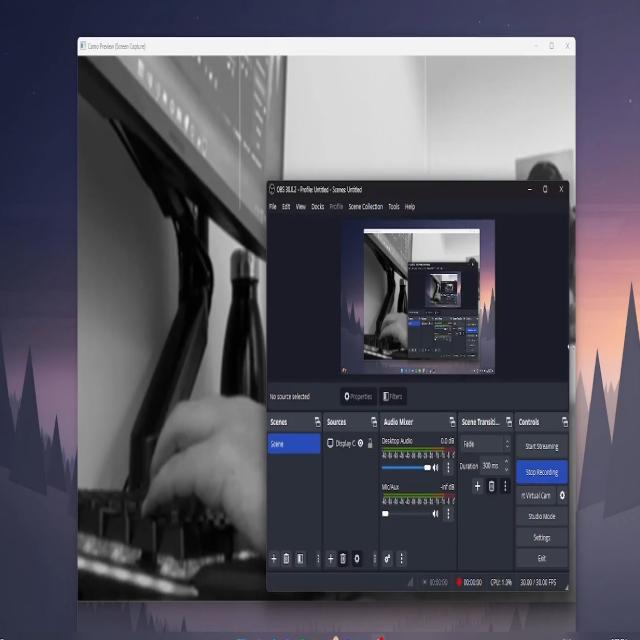 Camo Preview (Screen Capture)
OBS 30.0.2 - Profile: Untitled - Scenes: Untitled
File Edit View Docks Profile Scene Collection Tools Help
No source selected
Properties
Filters
Scenes
Sources
Audio Mixer
Scene Transiti...
Controls
Scene
Display C
Desktop Audio
0.0 dB
Mic/Aux
-inf dB
Fade
Duration
300 ms
Start Streaming
Stop Recording
rt Virtual Cam
Studio Mode
Settings
Exit
00:00:00
00:00:00
CPU: 1.0%
30.00 / 30.00 FPS